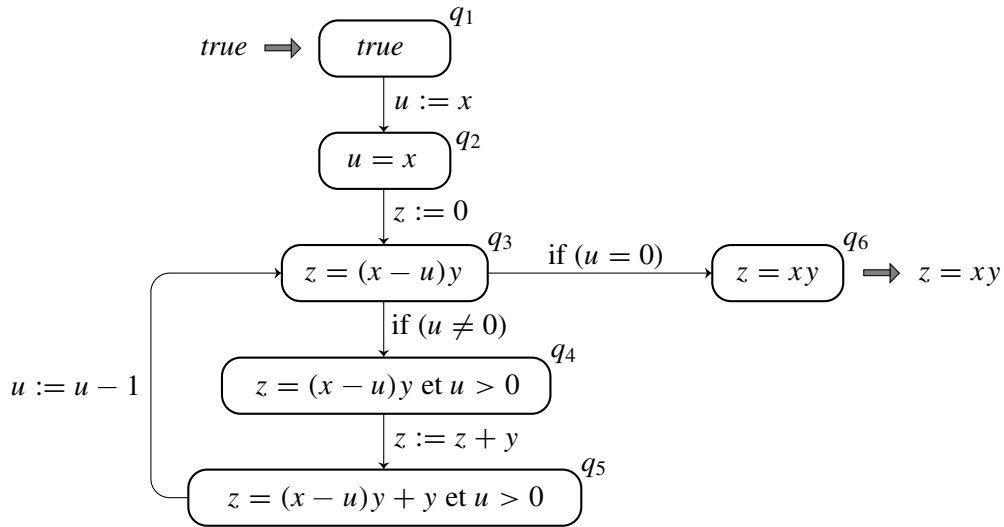 q₁
true ⇒ true
u := x
q₂
u = x
z := 0
q₃
z = (x − u)y
if (u = 0)
q₆
z = xy ⇒ z = xy
if (u ≠ 0)
q₄
z = (x − u)y et u > 0
u := u − 1
z := z + y
q₅
z = (x − u)y + y et u > 0